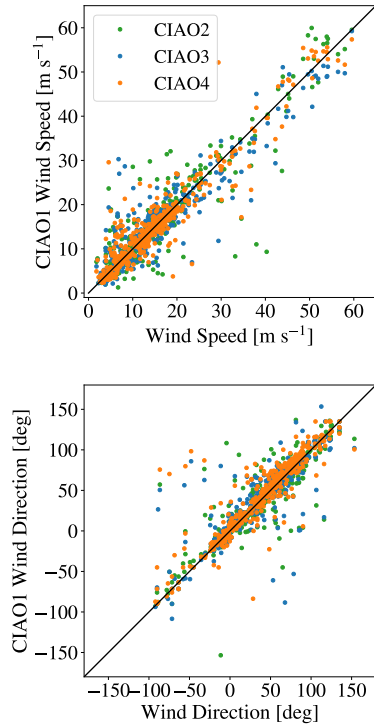 60
50
40
30
20
10
0
CIAO1 Wind Speed [m s⁻¹]
CIAO2
CIAO3
CIAO4
0 10 20 30 40 50 60
Wind Speed [m s⁻¹]
150
100
50
0
−50
−100
−150
CIAO1 Wind Direction [deg]
−150 −100 −50 0 50 100 150
Wind Direction [deg]